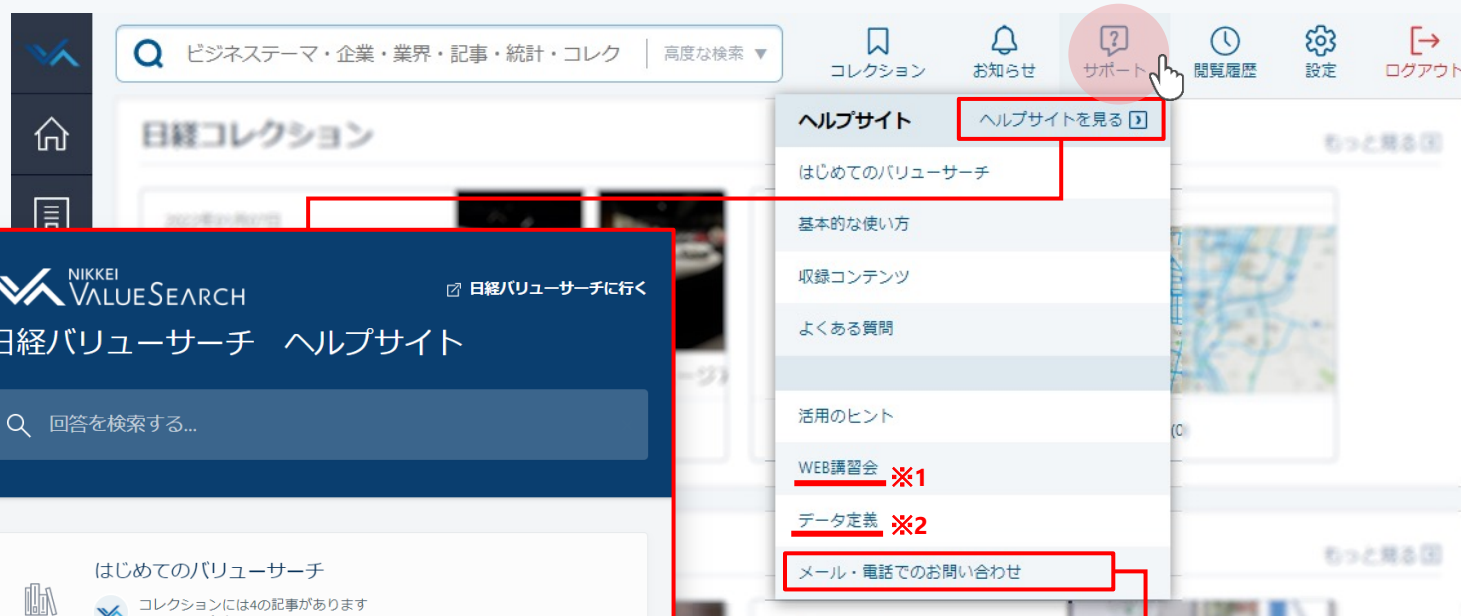 ビジネステーマ・企業・業界・記事・統計・コレク
高度な検索 ▼
コレクション
お知らせ
サポート
閲覧履歴
設定
ログアウト
日経コレクション
もっと見る
ヘルプサイト
ヘルプサイトを見る
はじめてのバリューサーチ
基本的な使い方
収録コンテンツ
よくある質問
活用のヒント
WEB講習会 ※1
データ定義 ※2
メール・電話でのお問い合わせ
NIKKEI
VALUESEARCH
日経バリューサーチに行く
日経バリューサーチ ヘルプサイト
回答を検索する...
はじめてのバリューサーチ
コレクションには4の記事があります
もっと見る